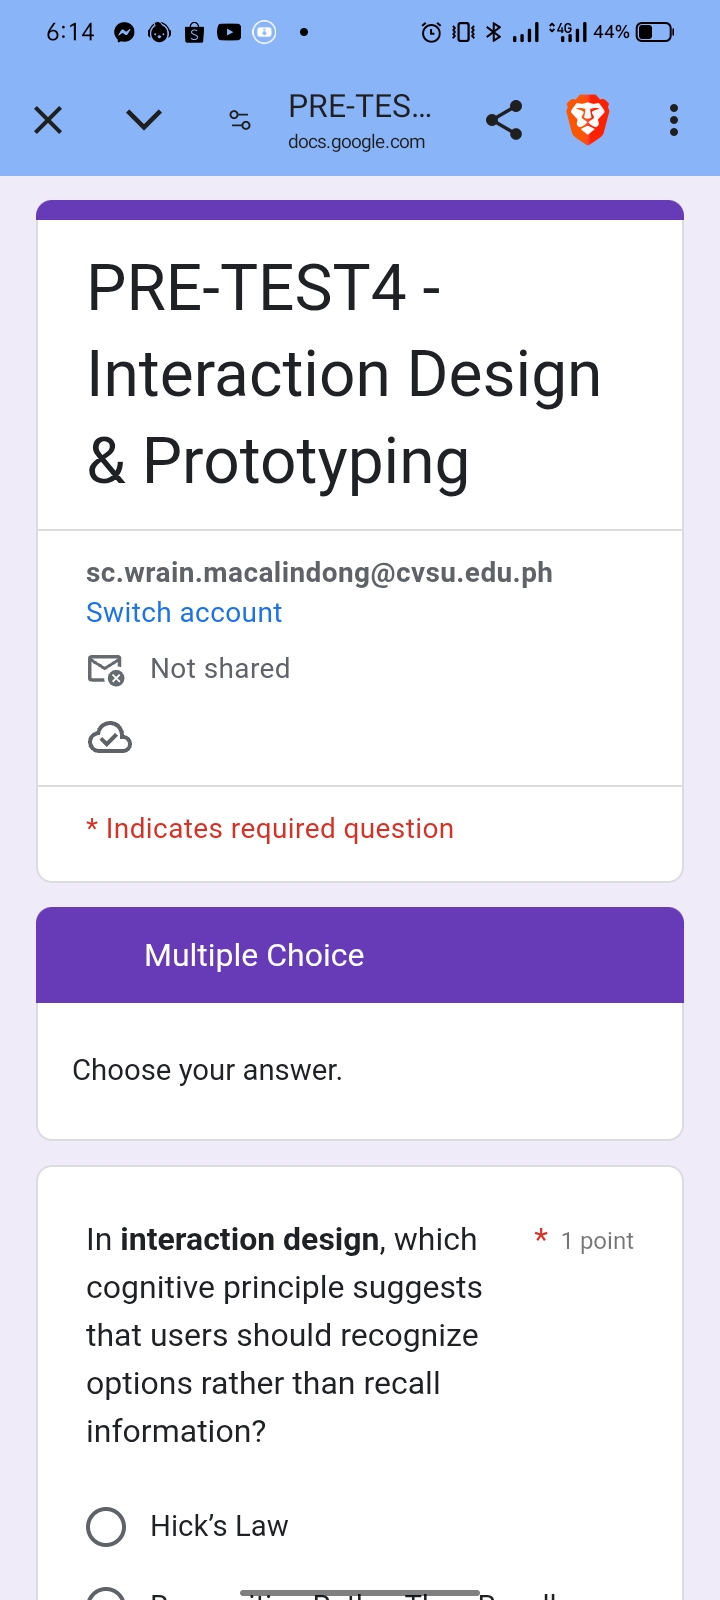 6:14
4G
44%
PRE-TES...
docs.google.com
PRE-TEST4 -
Interaction Design
& Prototyping
sc.wrain.macalindong@cvsu.edu.ph
Switch account
Not shared
* Indicates required question
Multiple Choice
Choose your answer.
In interaction design, which * 1 point
cognitive principle suggests
that users should recognize
options rather than recall
information?
Hick’s Law